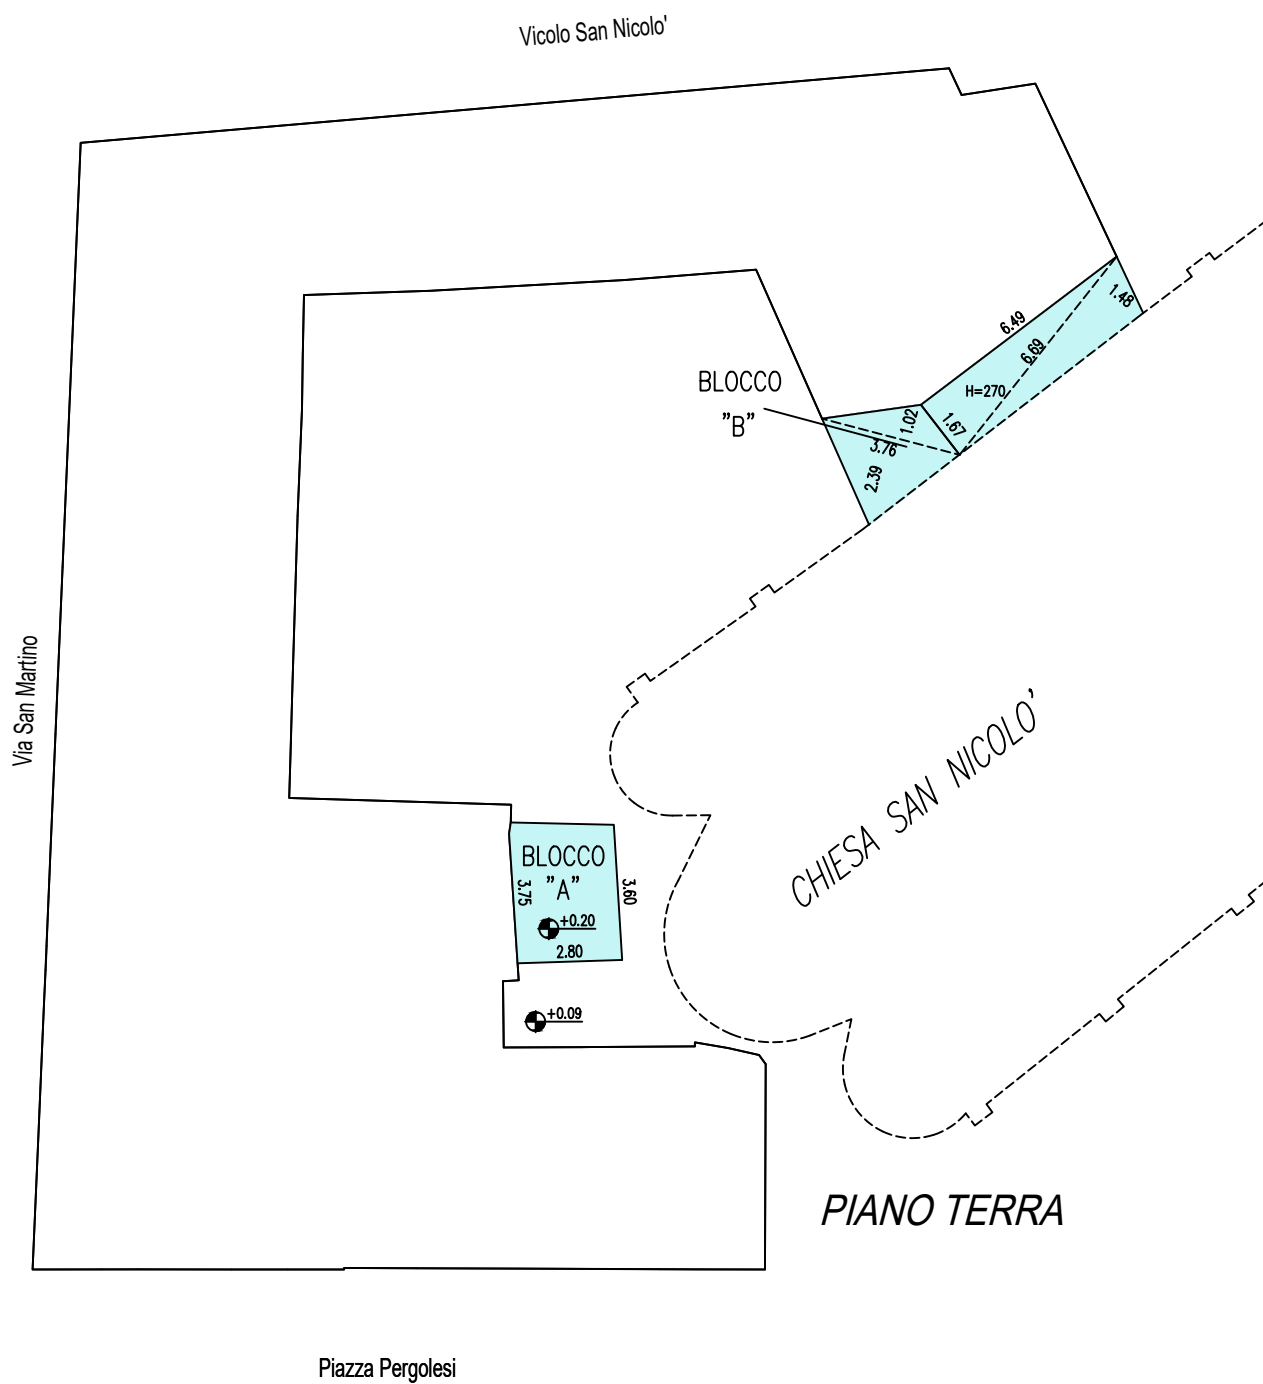 Vicolo San Nicolo'
1.48
6.49
6.69
BLOCCO
"B"
H=270
1.02
1.67
3.76
2.39
Via San Martino
CHIESA SAN NICOLO'
BLOCCO
"A"
3.75
3.60
+0.20
2.80
+0.09
PIANO TERRA
Piazza Pergolesi